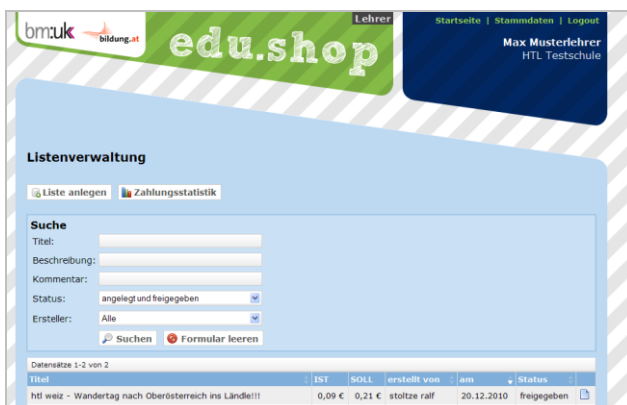 bm:uk bildung.at
Lehrer
edu.shop
Startseite | Stammdaten | Logout
Max Musterlehrer
HTL Testschule
Listenverwaltung
Liste anlegen Zahlungsstatistik
Suche
Titel:
Beschreibung:
Kommentar:
Status: angelegt und freigegeben
Ersteller: Alle
Suchen Formular leeren
Datensätze 1-2 von 2
Titel IST SOLL erstellt von am Status
htl weiz - Wandertag nach Oberösterreich ins Ländle!!! 0,09 € 0,21 € stoltze ralf 20.12.2010 freigegeben